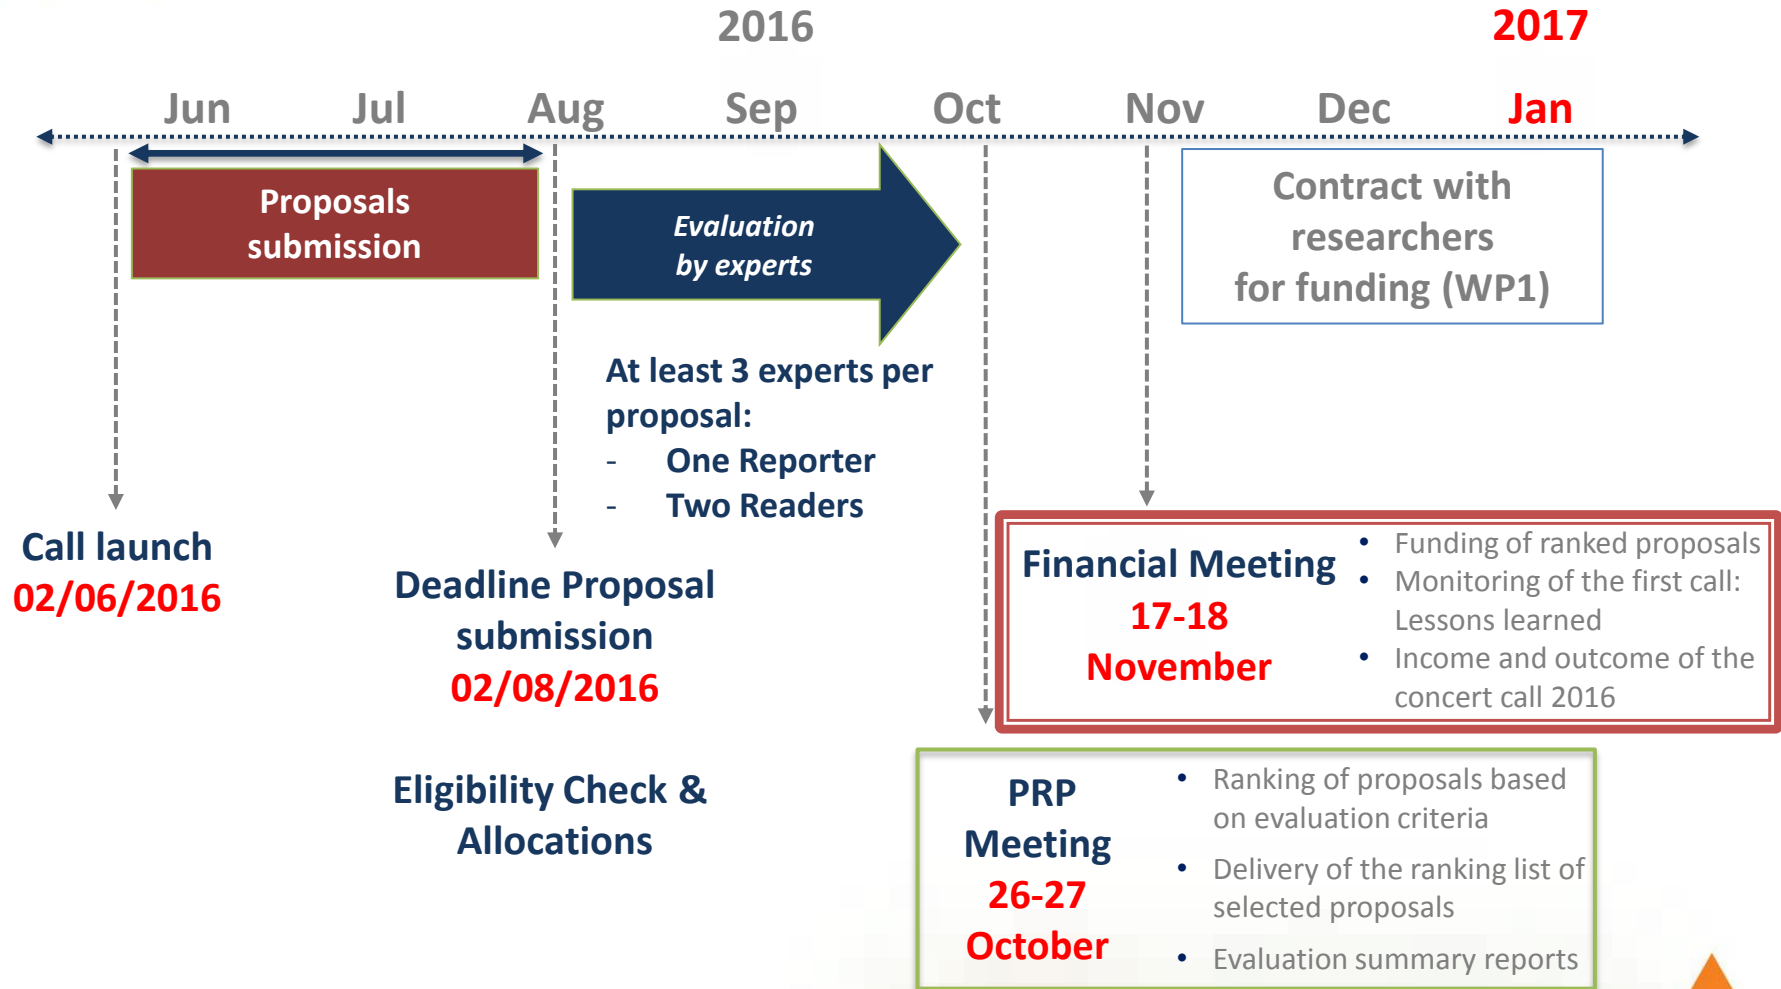 2016
2017
Jun Jul Aug Sep Oct Nov Dec Jan
Proposals
submission
Evaluation
by experts
Contract with
researchers
for funding (WP1)
At least 3 experts per
proposal:
- One Reporter
- Two Readers
Call launch
02/06/2016
Deadline Proposal
submission
02/08/2016
Eligibility Check &
Allocations
Financial Meeting
17-18
November
• Funding of ranked proposals
• Monitoring of the first call:
Lessons learned
• Income and outcome of the
concert call 2016
PRP
Meeting
26-27
October
• Ranking of proposals based
on evaluation criteria
• Delivery of the ranking list of
selected proposals
• Evaluation summary reports